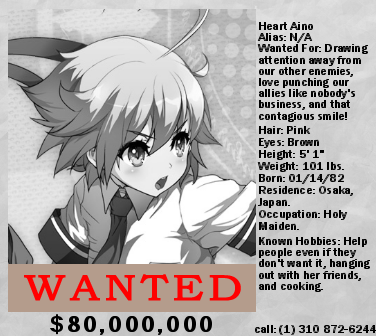 Heart Aino
Alias: N/A
Wanted For: Drawing
attention away from
our other enemies,
love punching our
allies like nobody's
business, and that
contagious smile!
Hair: Pink
Eyes: Brown
Height: 5' 1"
Weight: 101 lbs.
Born: 01/14/82
Residence: Osaka,
Japan.
Occupation: Holy
Maiden.
Known Hobbies: Help
people even if they
don't want it, hanging
out with her friends,
and cooking.
WANTED
$80,000,000
call: (1) 310 872-6244